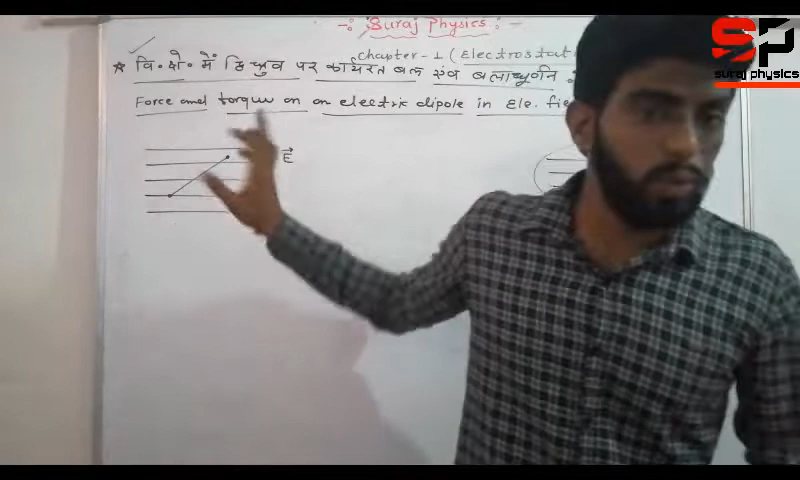 -: Suraj Physics :-
Chapter-1 (Electrostat
★ वि॰ क्षे॰ में द्विध्रुव पर कार्यरत बल एंव बलाघूर्ण
Force and torque on an electric dipole in Ele. fie
E
SP
suraj physics